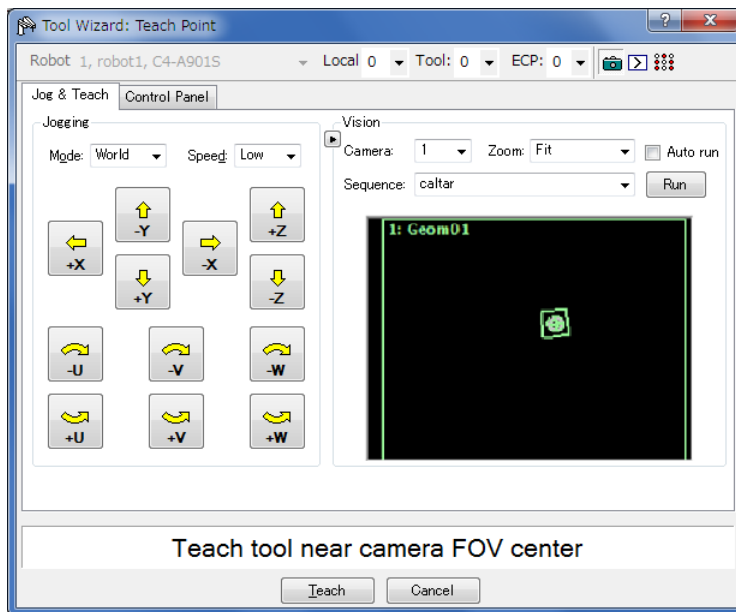 Tool Wizard: Teach Point
?
Robot 1, robot1, C4-A901S Local 0 Tool: 0 ECP: 0
Jog & Teach Control Panel
Jogging
Mode: World Speed: Low
-Y
+Z
+X
-X
+Y
-Z
-U -V -W
+U +V +W
Vision
Camera: 1 Zoom: Fit Auto run
Sequence: caltar Run
1: Geom01
Teach tool near camera FOV center
Teach Cancel